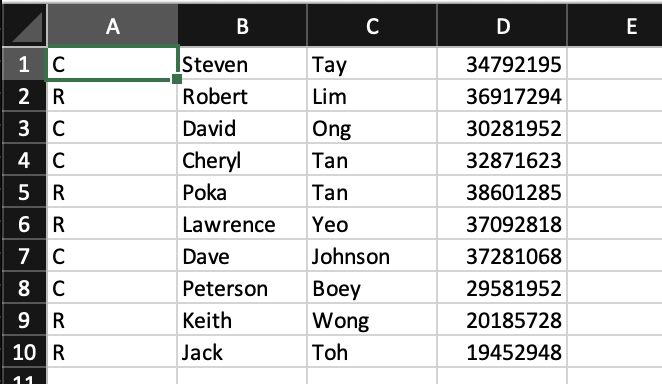 A B C D E
1 C Steven Tay 34792195
2 R Robert Lim 36917294
3 C David Ong 30281952
4 C Cheryl Tan 32871623
5 R Poka Tan 38601285
6 R Lawrence Yeo 37092818
7 C Dave Johnson 37281068
8 C Peterson Boey 29581952
9 R Keith Wong 20185728
10 R Jack Toh 19452948
11